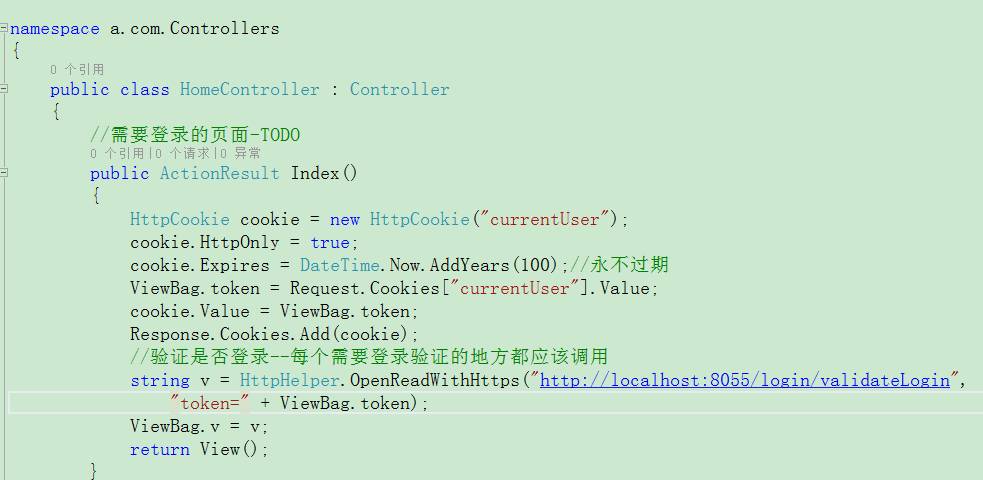 namespace a.com.Controllers
{
0 个引用
public class HomeController : Controller
{
//需要登录的页面-TODO
0 个引用|0 个请求|0 异常
public ActionResult Index()
{
HttpCookie cookie = new HttpCookie("currentUser");
cookie.HttpOnly = true;
cookie.Expires = DateTime.Now.AddYears(100);//永不过期
ViewBag.token = Request.Cookies["currentUser"].Value;
cookie.Value = ViewBag.token;
Response.Cookies.Add(cookie);
//验证是否登录--每个需要登录验证的地方都应该调用
string v = HttpHelper.OpenReadWithHttps("http://localhost:8055/login/validateLogin",
"token=" + ViewBag.token);
ViewBag.v = v;
return View();
}